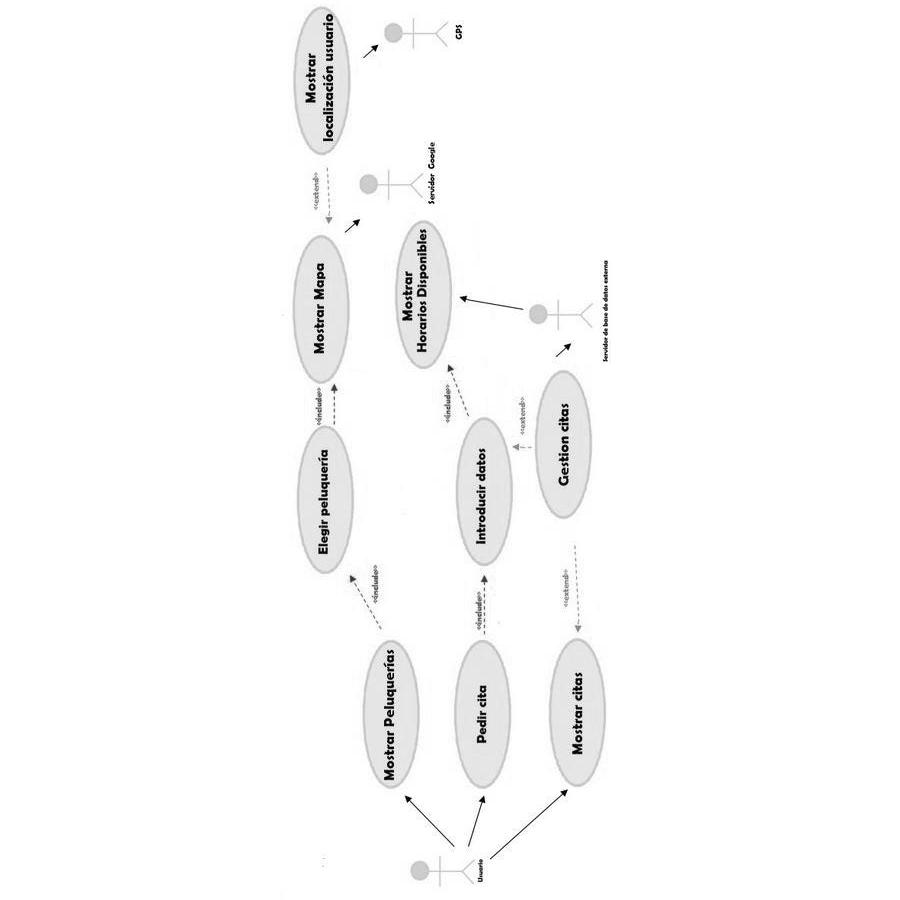 Mostrar
localización usuario
GPS
«extend»
Mostrar Mapa
Servidor Google
«include»
Elegir peluquería
«include»
Mostrar Peluquerías
Mostrar
Horarios Disponibles
«include»
Servidor de base de datos externa
Introducir datos
«extend»
Gestion citas
«include»
Pedir cita
«extend»
Mostrar citas
Usuario